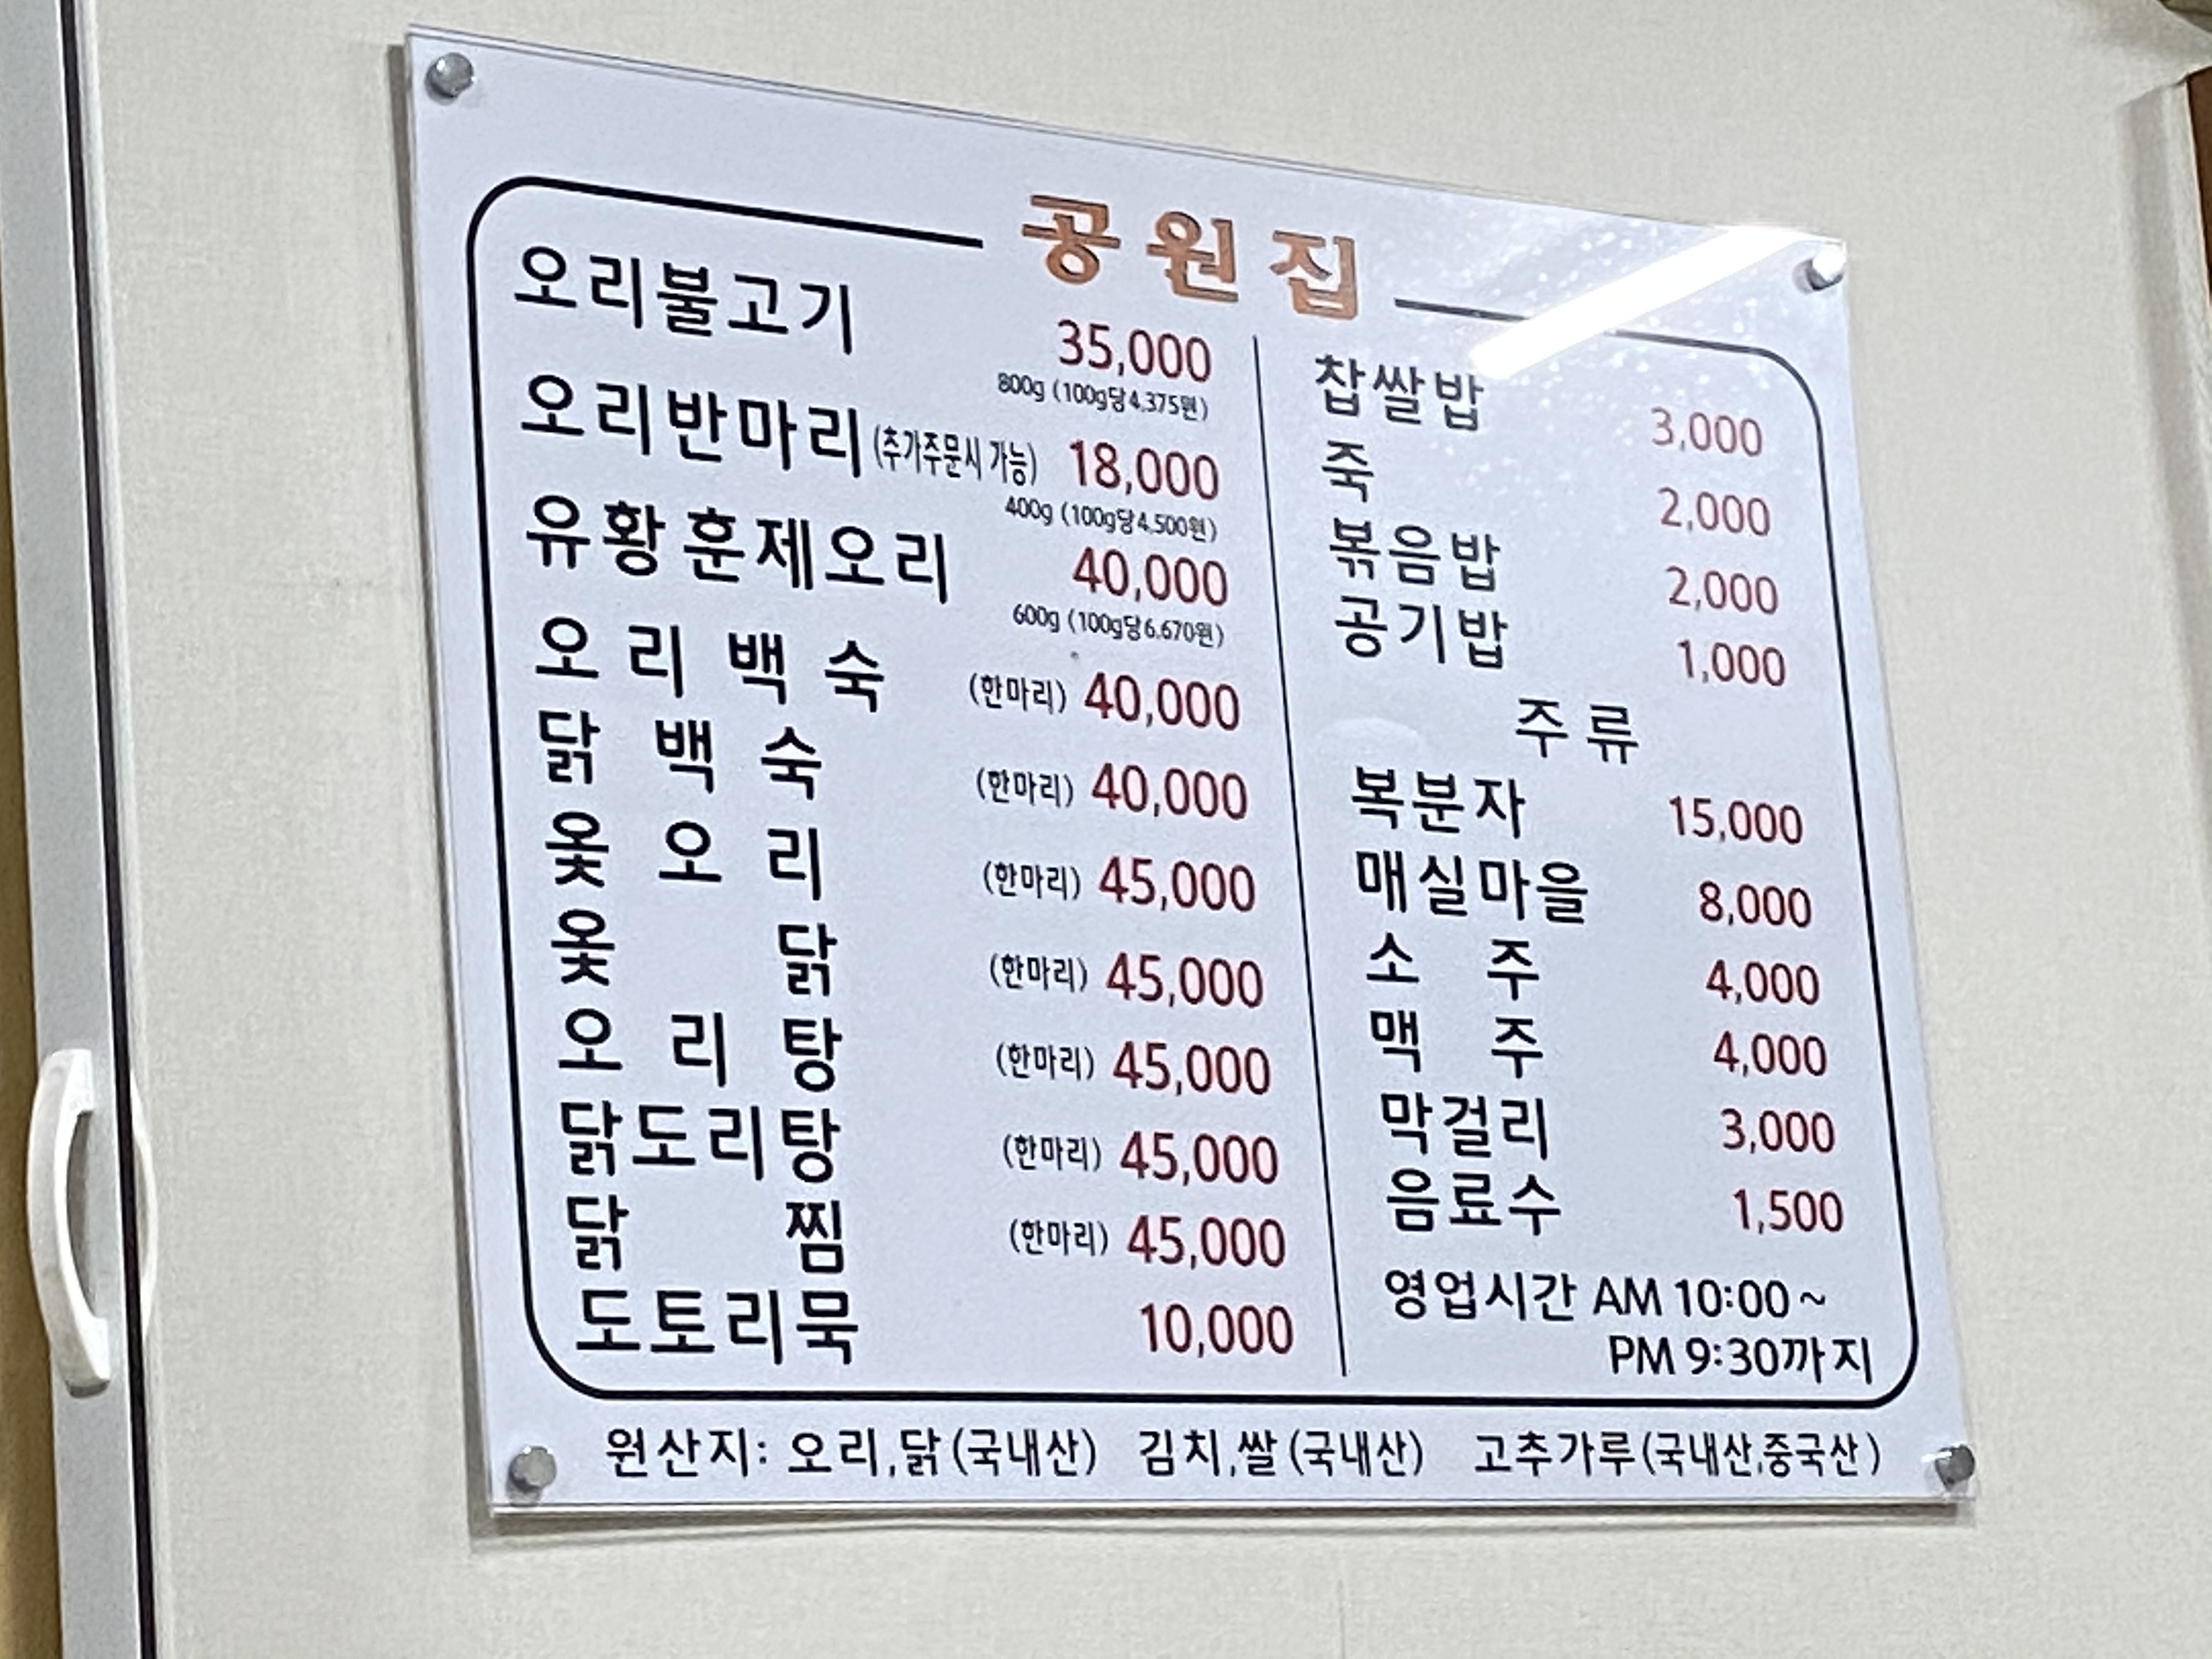 공원집
오리불고기 35,000
800g (100g당4,375원)
오리반마리 (추가주문시 가능) 18,000
400g (100g당4,500원)
유황훈제오리 40,000
600g (100g당6,670원)
오리백숙 (한마리) 40,000
닭백숙 (한마리) 40,000
옻오리 (한마리) 45,000
옻닭 (한마리) 45,000
오리탕 (한마리) 45,000
닭도리탕 (한마리) 45,000
닭찜 (한마리) 45,000
도토리묵 10,000
찹쌀밥 3,000
죽 2,000
볶음밥 2,000
공기밥 1,000
주류
복분자 15,000
매실마을 8,000
소주 4,000
맥주 4,000
막걸리 3,000
음료수 1,500
영업시간 AM 10:00 ~
PM 9:30까지
원산지: 오리,닭 (국내산) 김치,쌀 (국내산) 고추가루 (국내산,중국산)